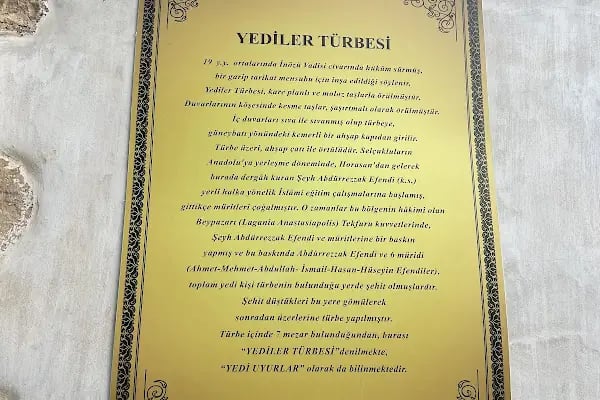 YEDİLER TÜRBESİ
19 y.y. ortalarında İnözü Vadisi civarında hüküm sürmüş,
bir garip tarikat mensubu için inşa edildiği söylenir.
Yediler Türbesi, kare planlı ve moloz taşlarla örülmüştür.
Duvarlarının köşesinde kesme taşlar, şaşırtmalı olarak örülmüştür.
İç duvarları sıva ile sıvanmış olup türbeye,
güneybatı yönündeki kemerli bir ahşap kapıdan girilir.
Türbe üzeri, ahşap çatı ile örtülüdür. Selçukluların
Anadolu'ya yerleşme döneminde, Horasan'dan gelerek
burada dergâh kuran Şeyh Abdürrezzak Efendi (k.s.)
yerli halka yönelik İslâmi eğitim çalışmalarına başlamış,
gittikçe müritleri çoğalmıştır. O zamanlar bu bölgenin hâkimi olan
Beypazarı (Lagania Anastasiapolis) Tekfuru kuvvetlerinde,
Şeyh Abdürrezzak Efendi ve müritlerine bir baskın
yapmış ve bu baskında Abdürrezzak Efendi ve 6 müridi
(Ahmet-Mehmet-Abdullah- İsmail-Hasan-Hüseyin Efendiler),
toplam yedi kişi türbenin bulunduğu yerde şehit olmuşlardır.
Şehit düştükleri bu yere gömülerek
sonradan üzerlerine türbe yapılmıştır.
Türbe içinde 7 mezar bulunduğundan, burası
“YEDİLER TÜRBESİ”denilmekte,
“YEDİ UYURLAR” olarak da bilinmektedir.